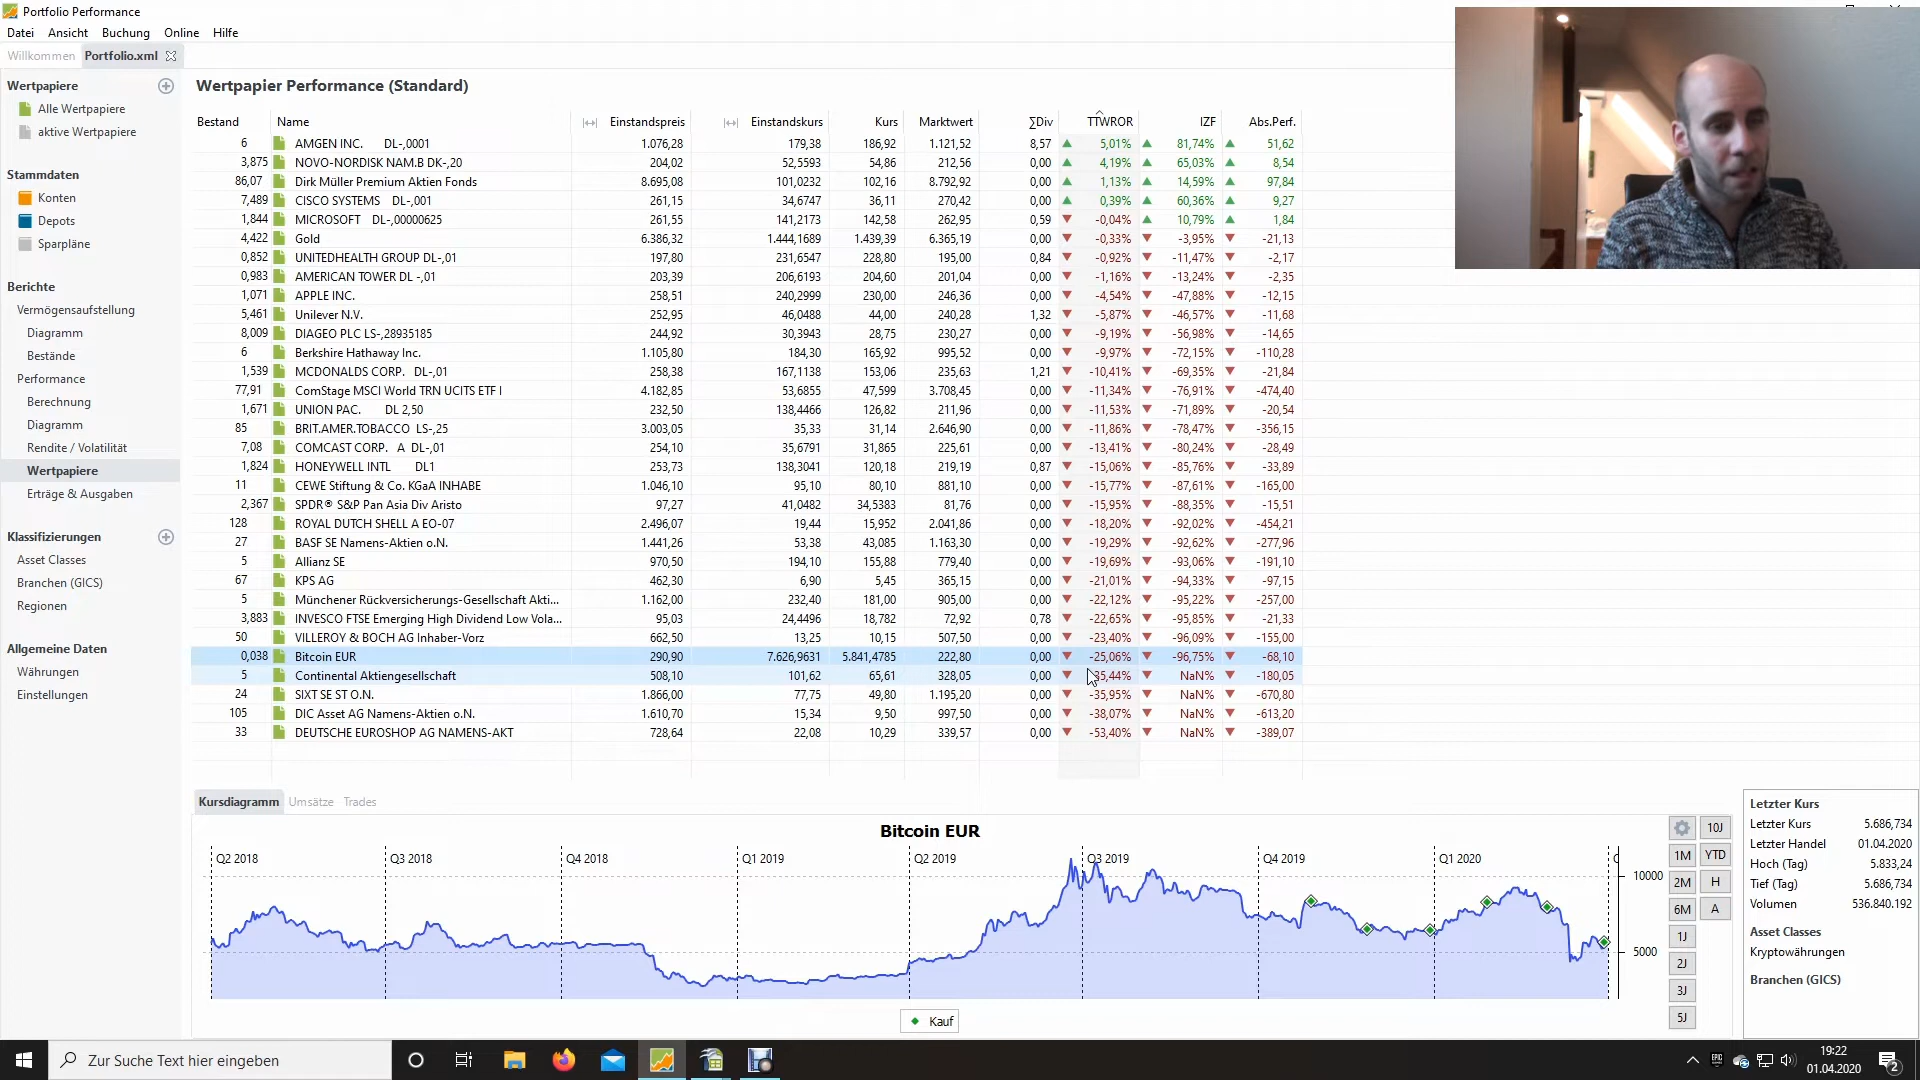 Portfolio Performance
Datei Ansicht Buchung Online Hilfe
Willkommen Portfolio.xml
Wertpapiere
Alle Wertpapiere
aktive Wertpapiere
Stammdaten
Konten
Depots
Sparpläne
Berichte
Vermögensaufstellung
Diagramm
Bestände
Performance
Berechnung
Diagramm
Rendite / Volatilität
Wertpapiere
Erträge & Ausgaben
Klassifizierungen
Asset Classes
Branchen (GICS)
Regionen
Allgemeine Daten
Währungen
Einstellungen
Wertpapier Performance (Standard)
Bestand Name Einstandspreis Einstandskurs Kurs Marktwert ∑Div TTWROR IZF Abs.Perf.
6 AMGEN INC. DL-,0001 1.076,28 179,38 186,92 1.121,52 8,57 5,01% 81,74% 51,62
3,875 NOVO-NORDISK NAM.B DK-,20 204,02 52,5593 54,86 212,56 0,00 4,19% 65,03% 8,54
86,07 Dirk Müller Premium Aktien Fonds 8.695,08 101,0232 102,16 8.792,92 0,00 1,13% 14,59% 97,84
7,489 CISCO SYSTEMS DL-,001 261,15 34,6747 36,11 270,42 0,00 0,39% 60,36% 9,27
1,844 MICROSOFT DL-,00000625 261,55 141,2173 142,58 262,95 0,59 -0,04% 10,79% 1,84
4,422 Gold 6.386,32 1.444,1689 1.439,39 6.365,19 0,00 -0,33% -3,95% -21,13
0,852 UNITEDHEALTH GROUP DL-,01 197,80 231,6547 228,80 195,00 0,84 -0,92% -11,47% -2,17
0,983 AMERICAN TOWER DL -,01 203,39 206,6193 204,60 201,04 0,00 -1,16% -13,24% -2,35
1,071 APPLE INC. 258,51 240,2999 230,00 246,36 0,00 -4,54% -47,88% -12,15
5,461 Unilever N.V. 252,95 46,0488 44,00 240,28 1,32 -5,87% -46,57% -11,68
8,009 DIAGEO PLC LS-,28935185 244,92 30,3943 28,75 230,27 0,00 -9,19% -56,98% -14,65
6 Berkshire Hathaway Inc. 1.105,80 184,30 165,92 995,52 0,00 -9,97% -72,15% -110,28
1,539 MCDONALDS CORP. DL-,01 258,38 167,1138 153,06 235,63 1,21 -10,41% -69,35% -21,84
77,91 ComStage MSCI World TRN UCITS ETF I 4.182,85 53,6855 47,599 3.708,45 0,00 -11,34% -76,91% -474,40
1,671 UNION PAC. DL 2,50 232,50 138,4466 126,82 211,96 0,00 -11,53% -71,89% -20,54
85 BRIT.AMER.TOBACCO LS-,25 3.003,05 35,33 31,14 2.646,90 0,00 -11,86% -78,47% -356,15
7,08 COMCAST CORP. A DL-,01 254,10 35,6791 31,865 225,61 0,00 -13,41% -80,24% -28,49
1,824 HONEYWELL INTL DL1 253,73 138,3041 120,18 219,19 0,87 -15,06% -85,76% -33,89
11 CEWE Stiftung & Co. KGaA INHABE 1.046,10 95,10 80,10 881,10 0,00 -15,77% -87,61% -165,00
2,367 SPDR® S&P Pan Asia Div Aristo 97,27 41,0482 34,5383 81,76 0,00 -15,95% -88,35% -15,51
128 ROYAL DUTCH SHELL A EO-07 2.496,07 19,44 15,952 2.041,86 0,00 -18,20% -92,02% -454,21
27 BASF SE Namens-Aktien o.N. 1.441,26 53,38 43,085 1.163,30 0,00 -19,29% -92,62% -277,96
5 Allianz SE 970,50 194,10 155,88 779,40 0,00 -19,69% -93,06% -191,10
67 KPS AG 462,30 6,90 5,45 365,15 0,00 -21,01% -94,33% -97,15
5 Münchener Rückversicherungs-Gesellschaft Akti... 1.162,00 232,40 181,00 905,00 0,00 -22,12% -95,22% -257,00
3,883 INVESCO FTSE Emerging High Dividend Low Vola... 95,03 24,4496 18,782 72,92 0,78 -22,65% -95,85% -21,33
50 VILLEROY & BOCH AG Inhaber-Vorz 662,50 13,25 10,15 507,50 0,00 -23,40% -96,09% -155,00
0,038 Bitcoin EUR 290,90 7.626,9631 5.841,4785 222,80 0,00 -25,06% -96,75% -68,10
5 Continental Aktiengesellschaft 508,10 101,62 65,61 328,05 0,00 35,44% NaN% -180,05
24 SIXT SE ST O.N. 1.866,00 77,75 49,80 1.195,20 0,00 -35,95% NaN% -670,80
105 DIC Asset AG Namens-Aktien o.N. 1.610,70 15,34 9,50 997,50 0,00 -38,07% NaN% -613,20
33 DEUTSCHE EUROSHOP AG NAMENS-AKT 728,64 22,08 10,29 339,57 0,00 -53,40% NaN% -389,07
Kursdiagramm Umsätze Trades
Bitcoin EUR
Q2 2018 Q3 2018 Q4 2018 Q1 2019 Q2 2019 Q3 2019 Q4 2019 Q1 2020
10000
5000
Kauf
10J
1M YTD
2M H
6M A
1J
2J
3J
5J
Letzter Kurs
Letzter Kurs 5.686,734
Letzter Handel 01.04.2020
Hoch (Tag) 5.833,24
Tief (Tag) 5.686,734
Volumen 536.840.192
Asset Classes
Kryptowährungen
Branchen (GICS)
Zur Suche Text hier eingeben
19:22
01.04.2020
2